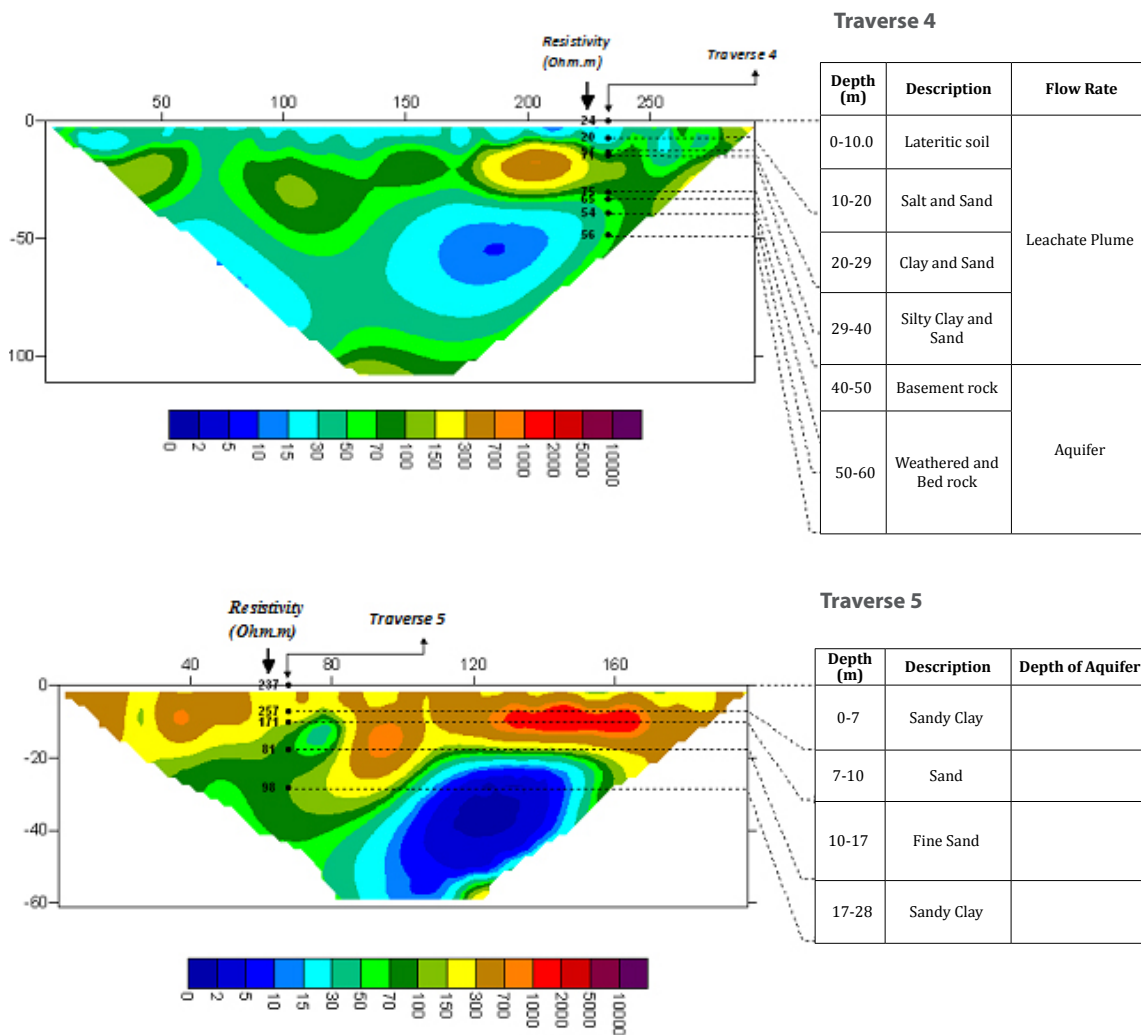 Traverse 4
Resistivity
(Ohm.m)
Traverse 4
50 100 150 200 250
0
-50
100
24
20
71
75
65
54
56
0 2 5 10 15 30 50 70 100 150 300 700 1000 2000 5000 10000
Depth (m) Description Flow Rate
0-10.0 Lateritic soil
10-20 Salt and Sand
20-29 Clay and Sand
29-40 Silty Clay and Sand
Leachate Plume
40-50 Basement rock
50-60 Weathered and Bed rock
Aquifer
Traverse 5
Resistivity
(Ohm.m)
Traverse 5
40 80 120 160
0
-20
-40
-60
237
257
171
81
98
0 2 5 10 15 30 50 70 100 150 300 700 1000 2000 5000 10000
Depth (m) Description Depth of Aquifer
0-7 Sandy Clay
7-10 Sand
10-17 Fine Sand
17-28 Sandy Clay